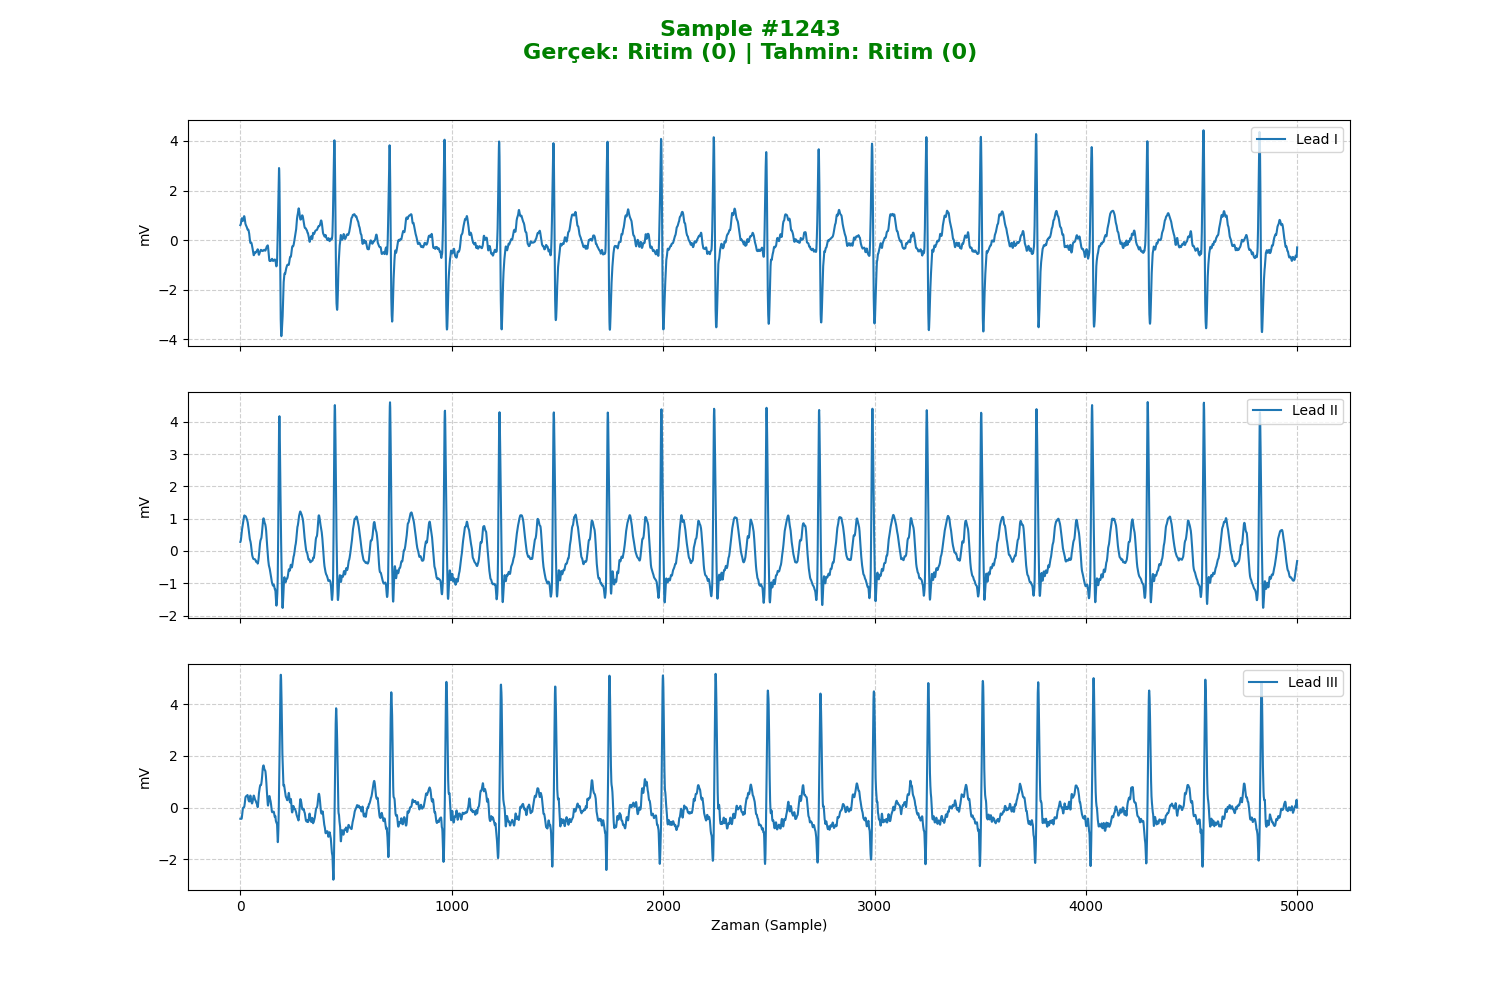 Sample #1243
Gerçek: Ritim (0) | Tahmin: Ritim (0)
Lead I
4
2
0
−2
−4
mV
Lead II
4
3
2
1
0
−1
−2
mV
Lead III
4
2
0
−2
mV
0 1000 2000 3000 4000 5000
Zaman (Sample)